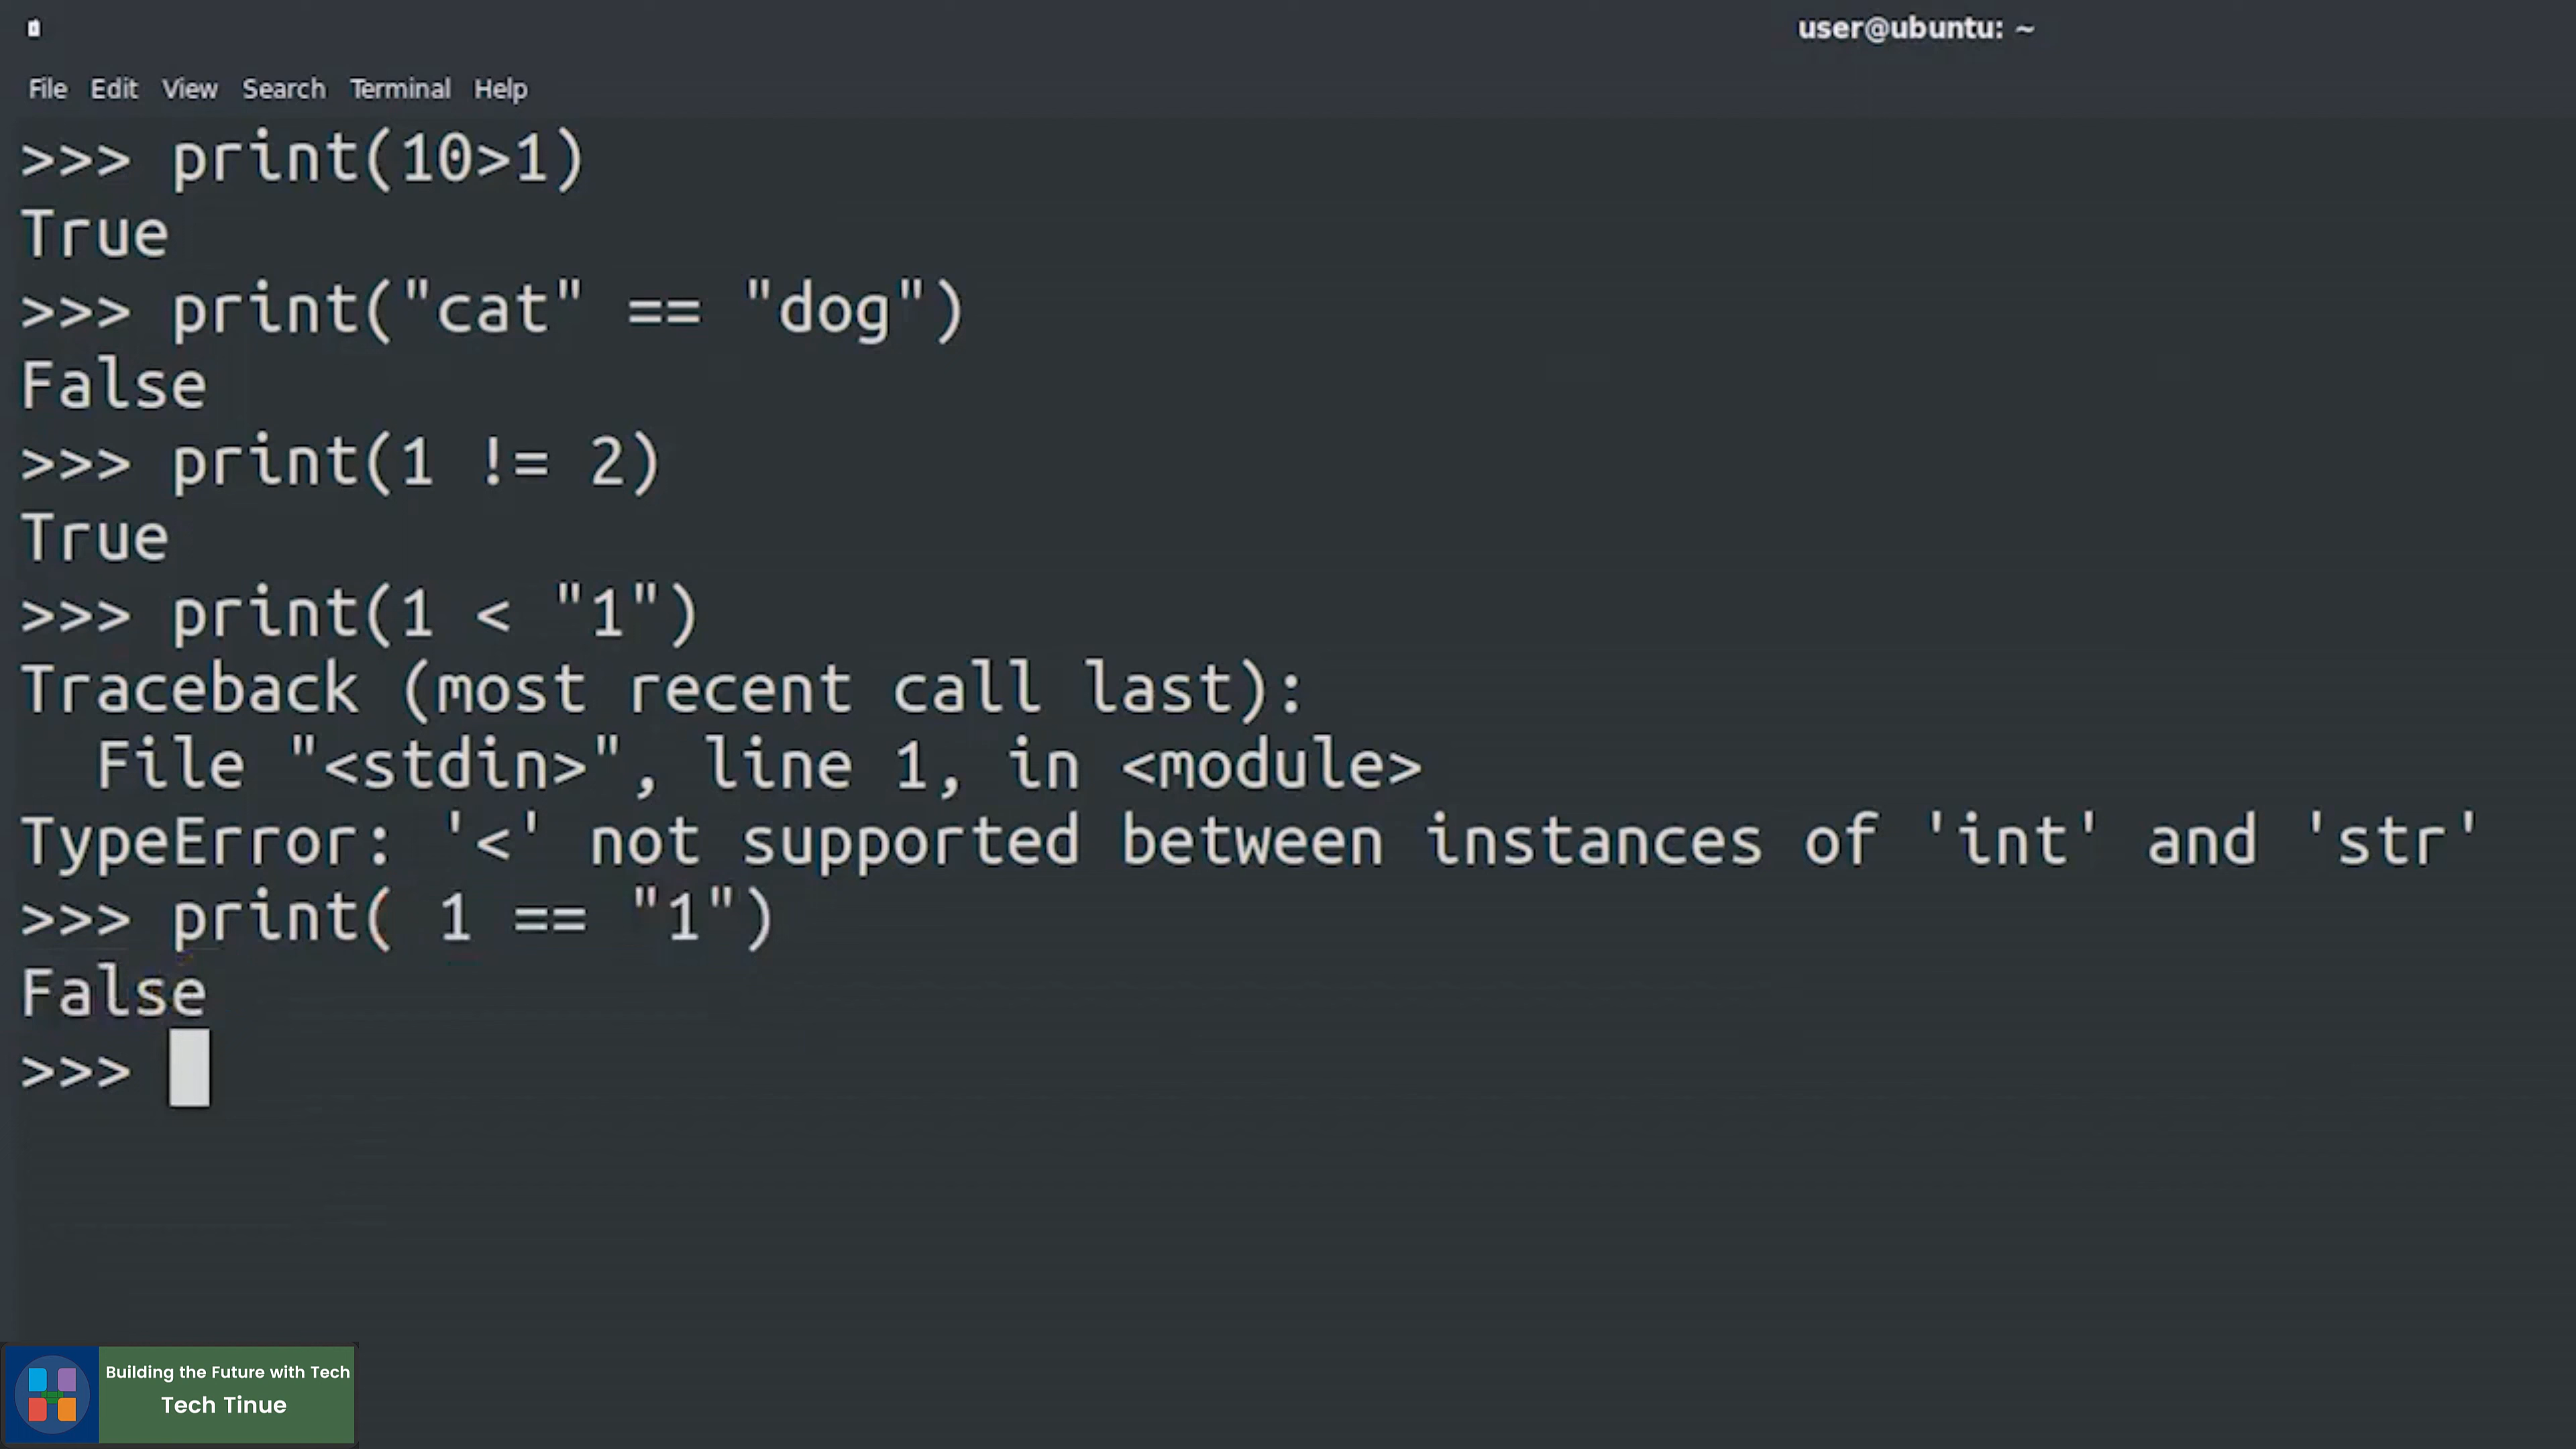 user@ubuntu: ~
File Edit View Search Terminal Help
>>> print(10>1)
True
>>> print("cat" == "dog")
False
>>> print(1 != 2)
True
>>> print(1 < "1")
Traceback (most recent call last):
  File "<stdin>", line 1, in <module>
TypeError: '<' not supported between instances of 'int' and 'str'
>>> print( 1 == "1")
False
>>>
Building the Future with Tech
Tech Tinue